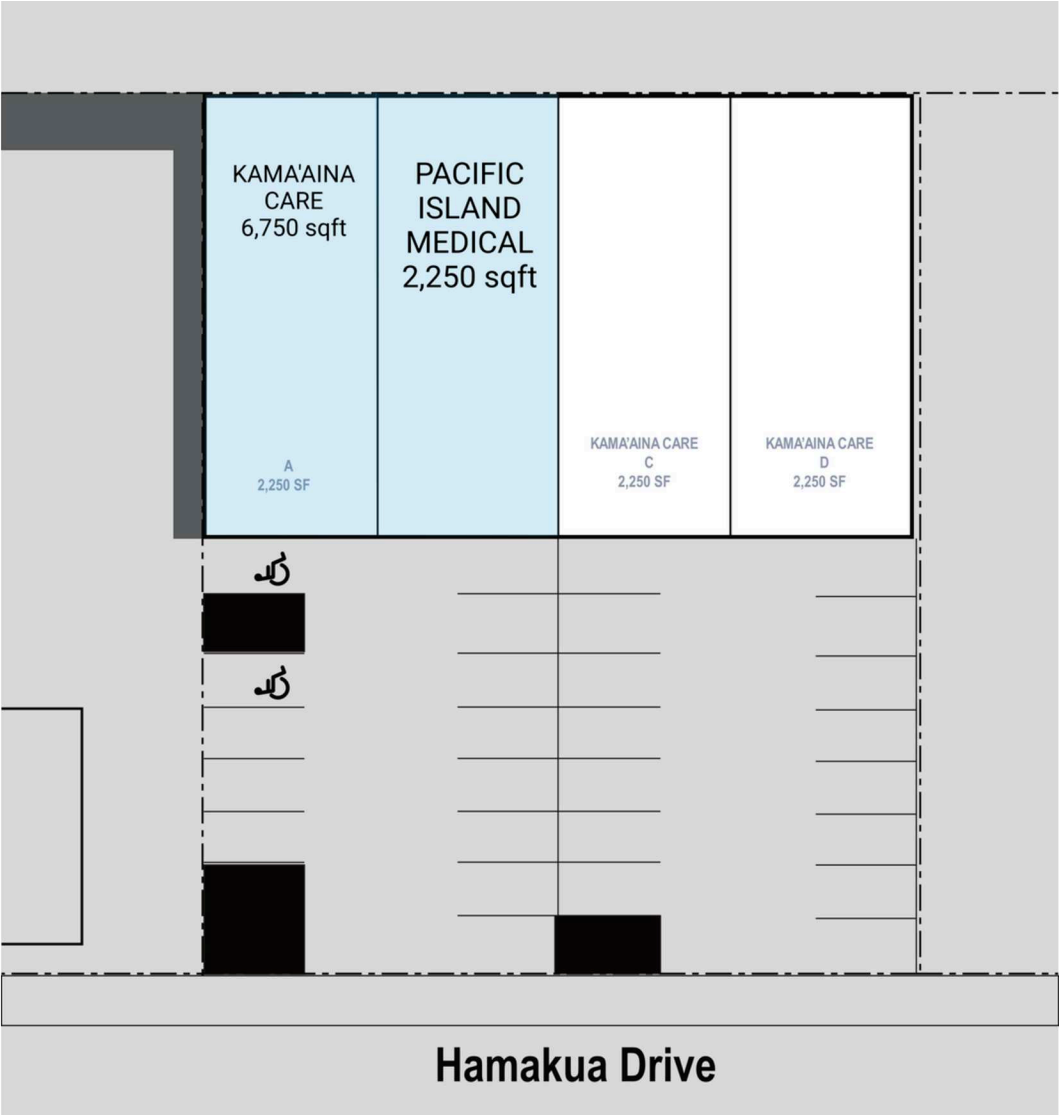 KAMA'AINA
CARE
6,750 sqft
PACIFIC
ISLAND
MEDICAL
2,250 sqft
A
2,250 SF
KAMA'AINA CARE
C
2,250 SF
KAMA'AINA CARE
D
2,250 SF
Hamakua Drive